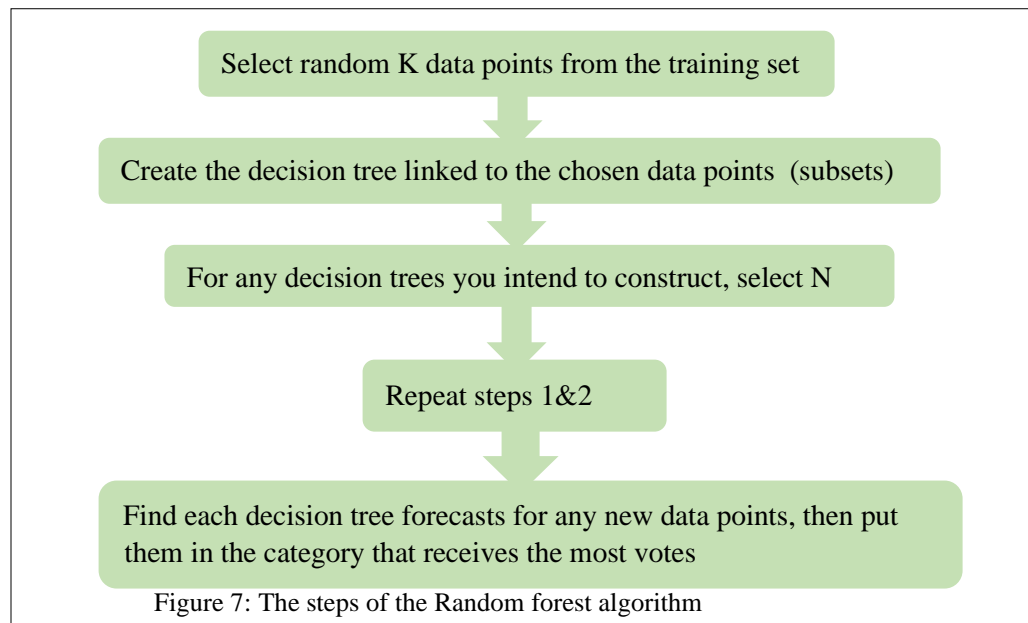 Select random K data points from the training set
Create the decision tree linked to the chosen data points (subsets)
For any decision trees you intend to construct, select N
Repeat steps 1&2
Find each decision tree forecasts for any new data points, then put
them in the category that receives the most votes
Figure 7: The steps of the Random forest algorithm